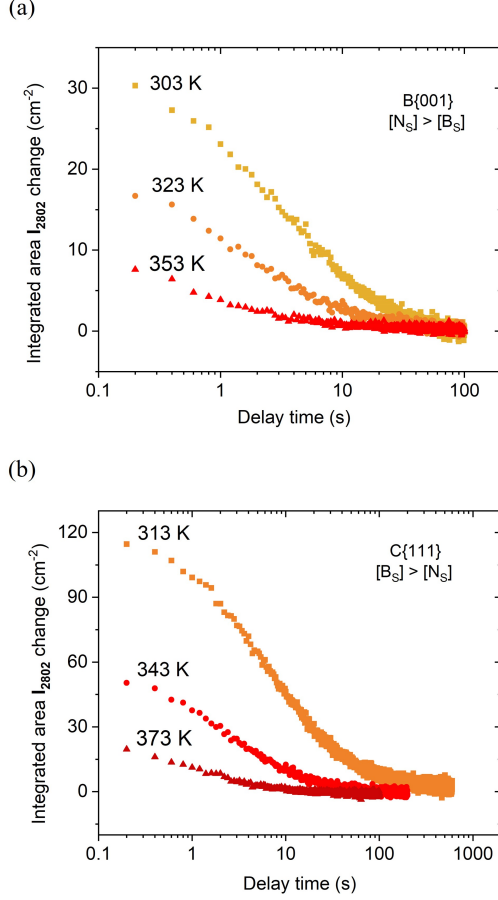 (a)
Integrated area I2802 change (cm-2)
30
20
10
0
303 K
323 K
353 K
B{001}
[NS] > [BS]
0.1 1 10 100
Delay time (s)
(b)
Integrated area I2802 change (cm-2)
120
90
60
30
0
313 K
343 K
373 K
C{111}
[BS] > [NS]
0.1 1 10 100 1000
Delay time (s)